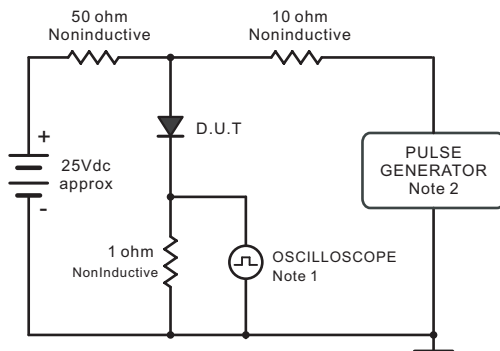 50 ohm
Noninductive
10 ohm
Noninductive
+
25Vdc
approx
-
D.U.T
PULSE
GENERATOR
Note 2
1 ohm
NonInductive
OSCILLOSCOPE
Note 1